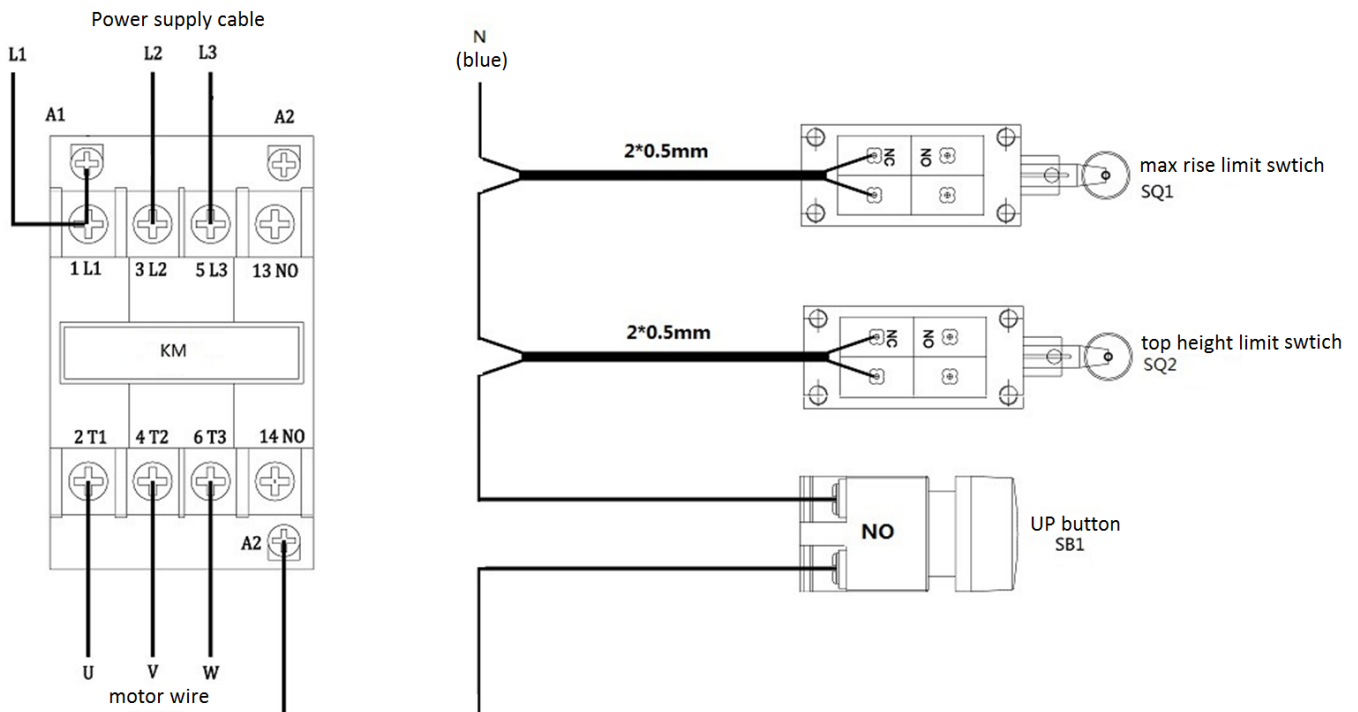 Power supply cable
L1
L2
L3
A1
A2
1 L1
3 L2
5 L3
13 NO
KM
2 T1
4 T2
6 T3
14 NO
A2
U
V
W
motor wire
N
(blue)
2*0.5mm
NC
NO
max rise limit swtich
SQ1
2*0.5mm
NC
NO
top height limit swtich
SQ2
NO
UP button
SB1